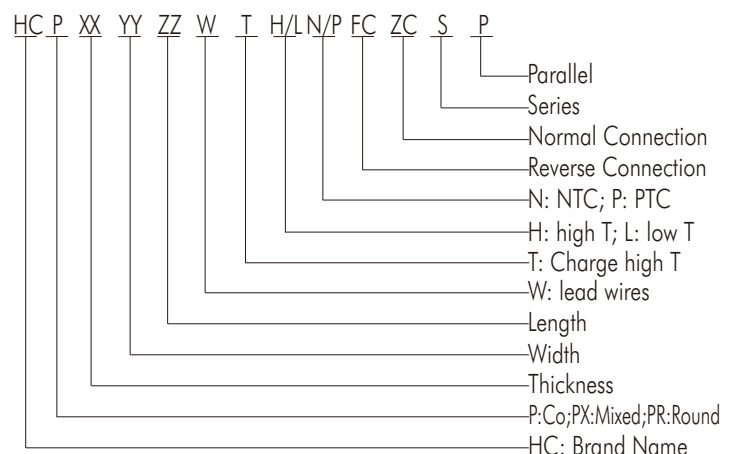 HC P XX YY ZZ W T H/L N/P FC ZC S P
Parallel
Series
Normal Connection
Reverse Connection
N: NTC; P: PTC
H: high T; L: low T
T: Charge high T
W: lead wires
Length
Width
Thickness
P:Co;PX:Mixed;PR:Round
HC: Brand Name